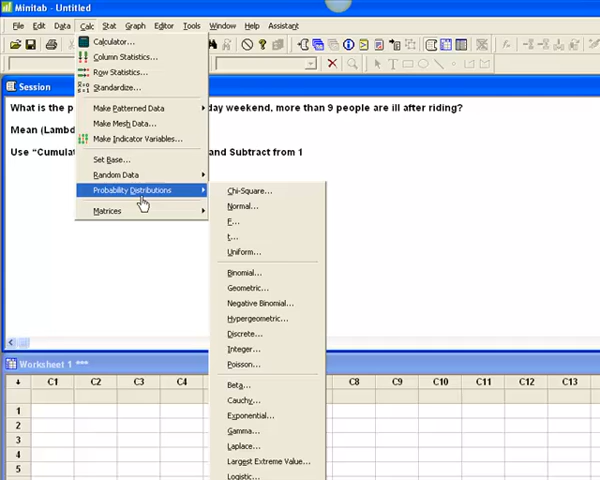 Minitab - Untitled
File Edit Data Calc Stat Graph Editor Tools Window Help Assistant
Calculator...
Column Statistics...
Row Statistics...
Standardize...
Make Patterned Data
Make Mesh Data...
Make Indicator Variables...
Set Base...
Random Data
Probability Distributions
Matrices
Chi-Square...
Normal...
F...
t...
Uniform...
Binomial...
Geometric...
Negative Binomial...
Hypergeometric...
Discrete...
Integer...
Poisson...
Beta...
Cauchy...
Exponential...
Gamma...
Laplace...
Largest Extreme Value...
Logistic...
Session
What is the p day weekend, more than 9 people are ill after riding?
Mean (Lambd
Use “Cumulat and Subtract from 1
Worksheet 1 ***
C1 C2 C3 C4 C8 C9 C10 C11 C12 C13
1
2
3
4
5